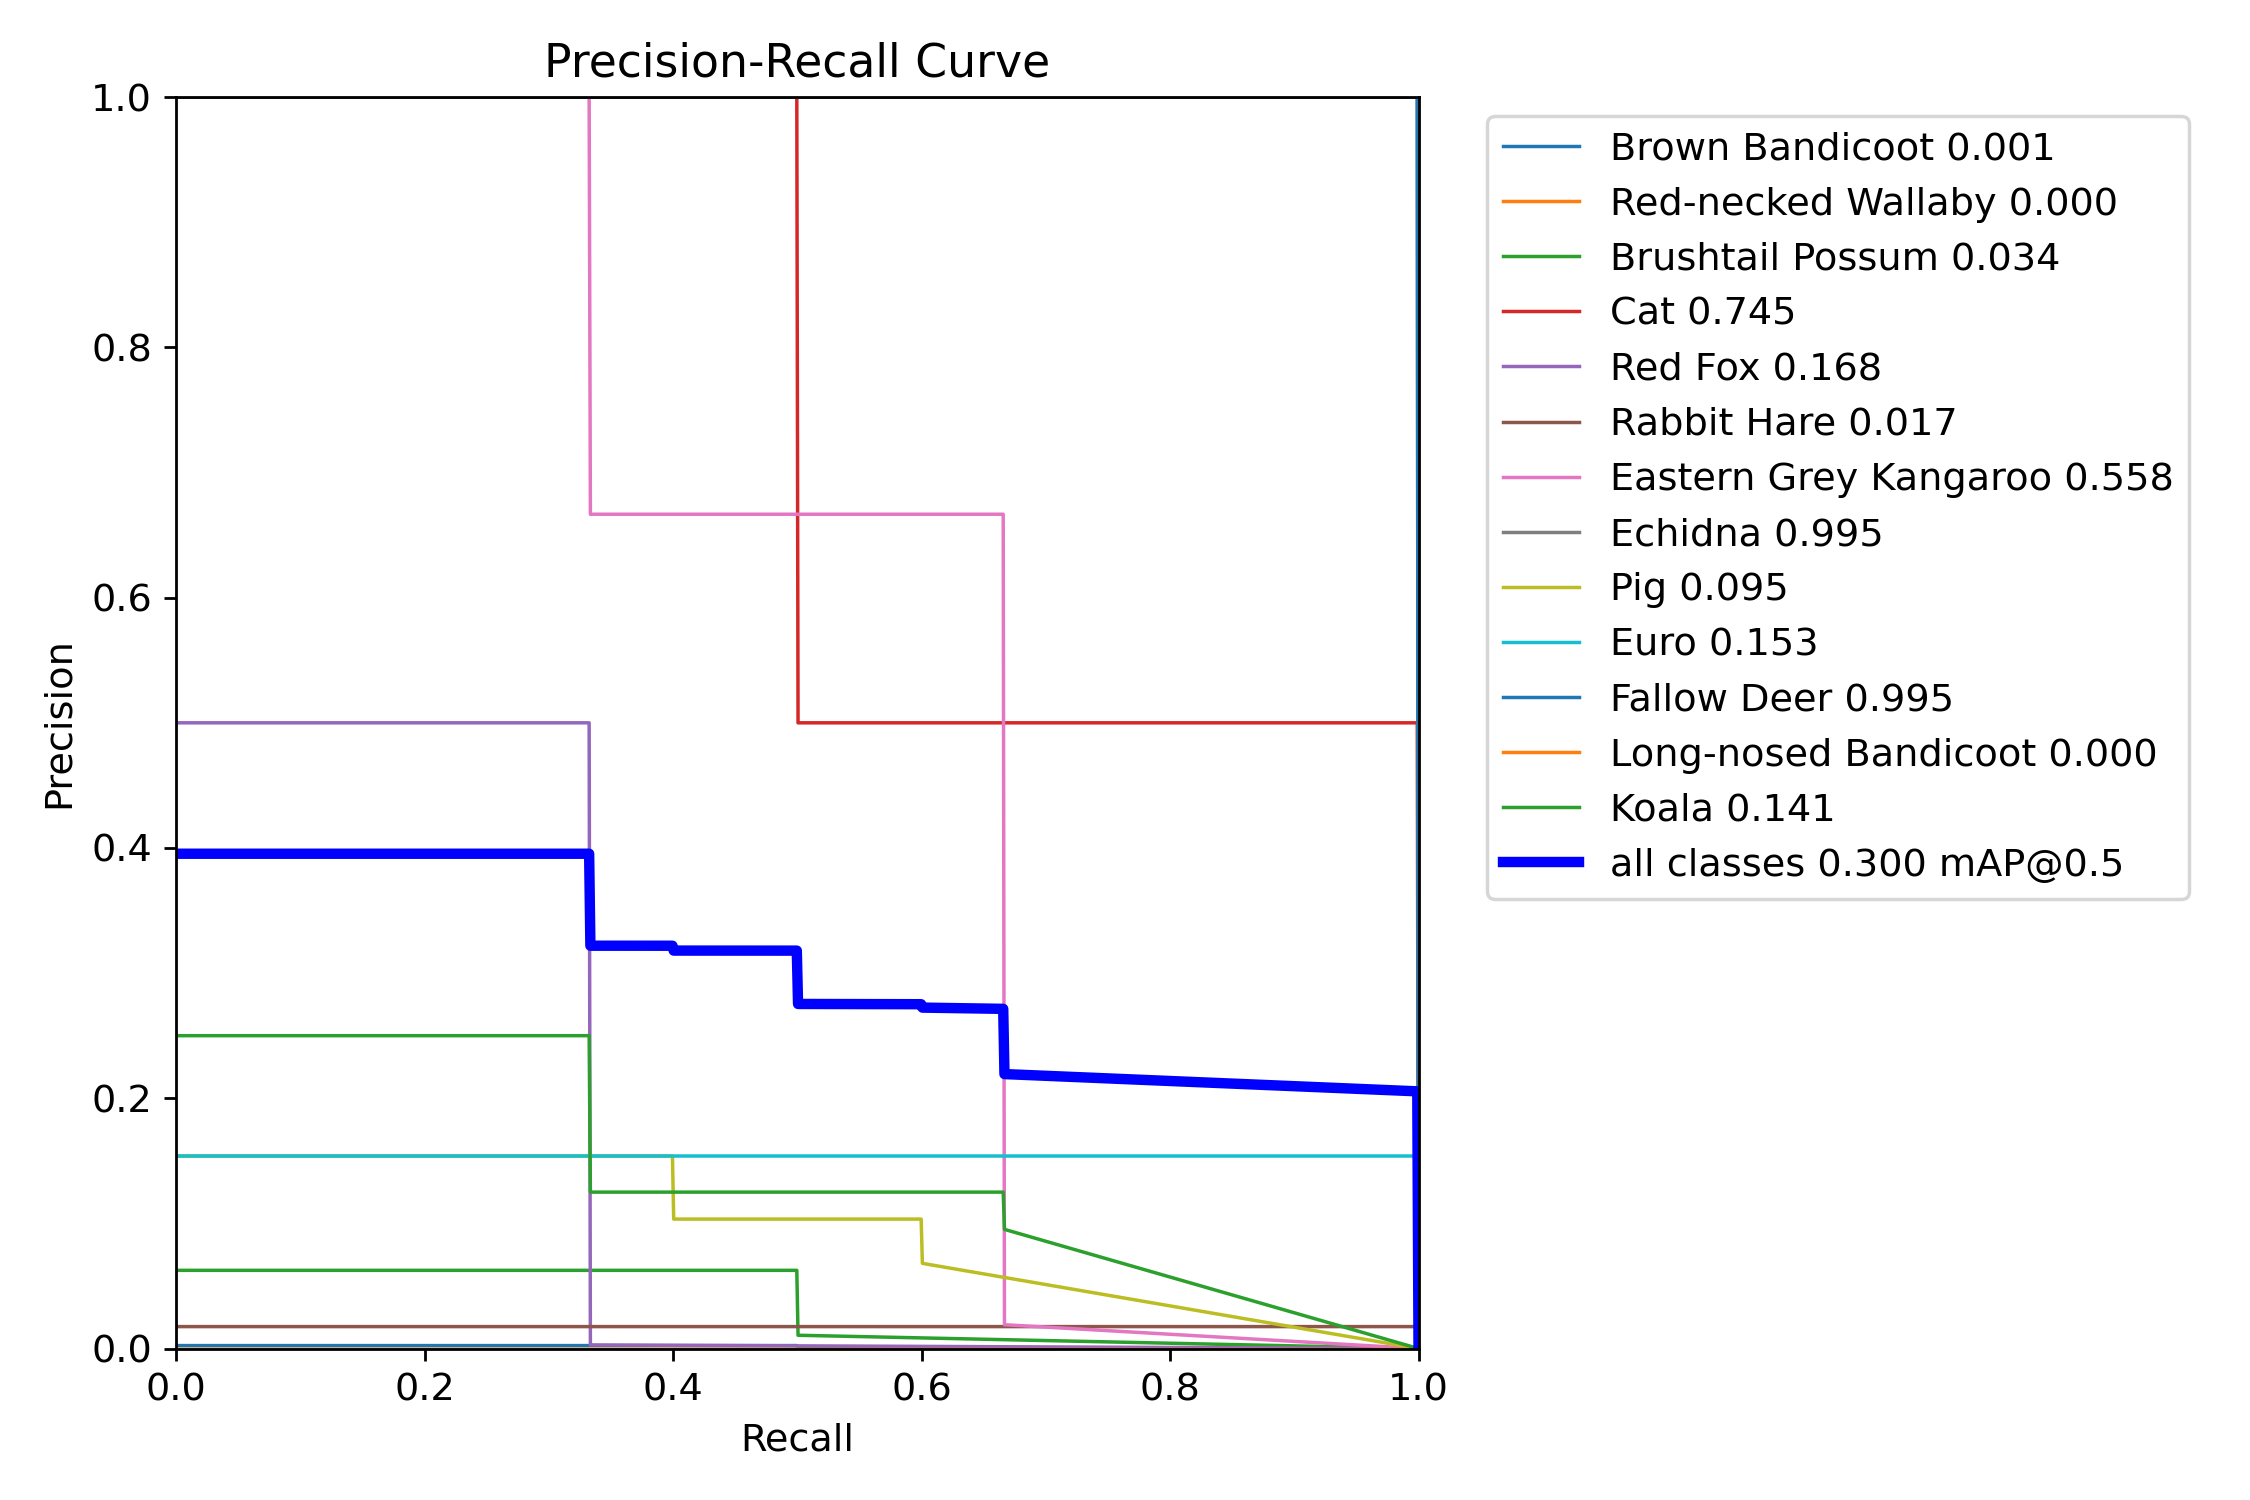 Precision-Recall Curve
1.0
0.8
0.6
0.4
0.2
0.0
Precision
0.0 0.2 0.4 0.6 0.8 1.0
Recall
Brown Bandicoot 0.001
Red-necked Wallaby 0.000
Brushtail Possum 0.034
Cat 0.745
Red Fox 0.168
Rabbit Hare 0.017
Eastern Grey Kangaroo 0.558
Echidna 0.995
Pig 0.095
Euro 0.153
Fallow Deer 0.995
Long-nosed Bandicoot 0.000
Koala 0.141
all classes 0.300 mAP@0.5